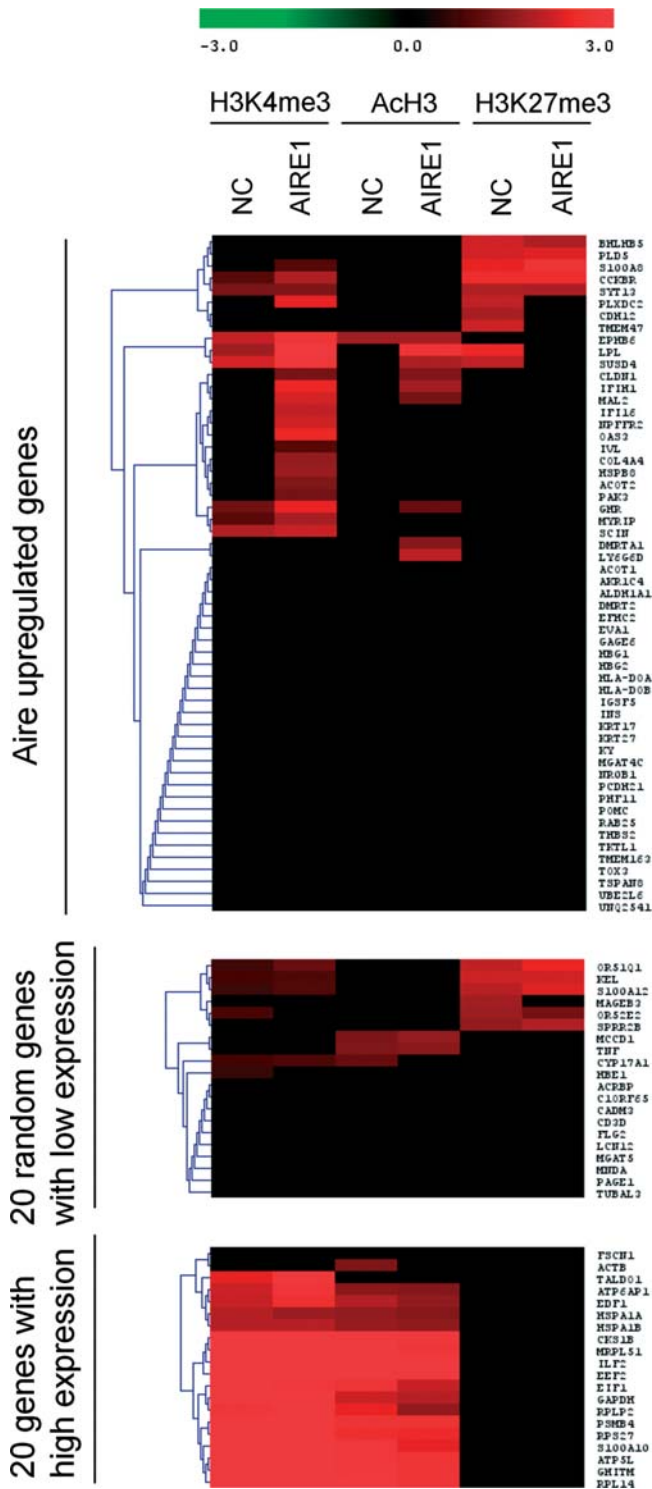 -3.0 0.0 3.0
H3K4me3 AcH3 H3K27me3
NC AIRE1 NC AIRE1 NC AIRE1
Aire upregulated genes
BHLHB5
PLD5
S100A8
CCKBR
SYT13
PLXDC2
CDH12
TMEM47
EPHB6
LPL
SUSD4
CLDN1
IFIH1
MAL2
IFI16
NPFFR2
OAS3
IVL
COL4A4
HSPB8
ACOT2
PAK3
GHR
MYRIP
SCIN
DMRTA1
LY6G6D
ACOT1
AKR1C4
ALDH1A1
DMRT2
EFHC2
EVA1
GAGE6
HBG1
HBG2
HLA-DOA
HLA-DOB
IGSF5
INS
KRT17
KRT27
KY
MGAT4C
NR0B1
PCDH21
PHF11
POMC
RAB25
THBS2
TKTL1
TMEM163
TOX3
TSPAN8
UBE2L6
UNQ2541
20 random genes
with low expression
OR51Q1
KEL
S100A12
MAGEB3
OR52E2
SPRR2B
MCCD1
TNF
CYP17A1
HBE1
ACRBP
C10RF65
CADM3
CD3D
FLG2
LCN12
MGAT5
MNDA
PAGE1
TUBAL3
20 genes with
high expression
FSCN1
ACTB
TALDO1
ATP6AP1
EDF1
HSPA1A
HSPA1B
CKS1B
MRPL51
ILF2
EEF2
EIF1
GAPDH
RPLP2
PSMB4
RPS27
S100A10
ATP5L
GHITM
RPL14